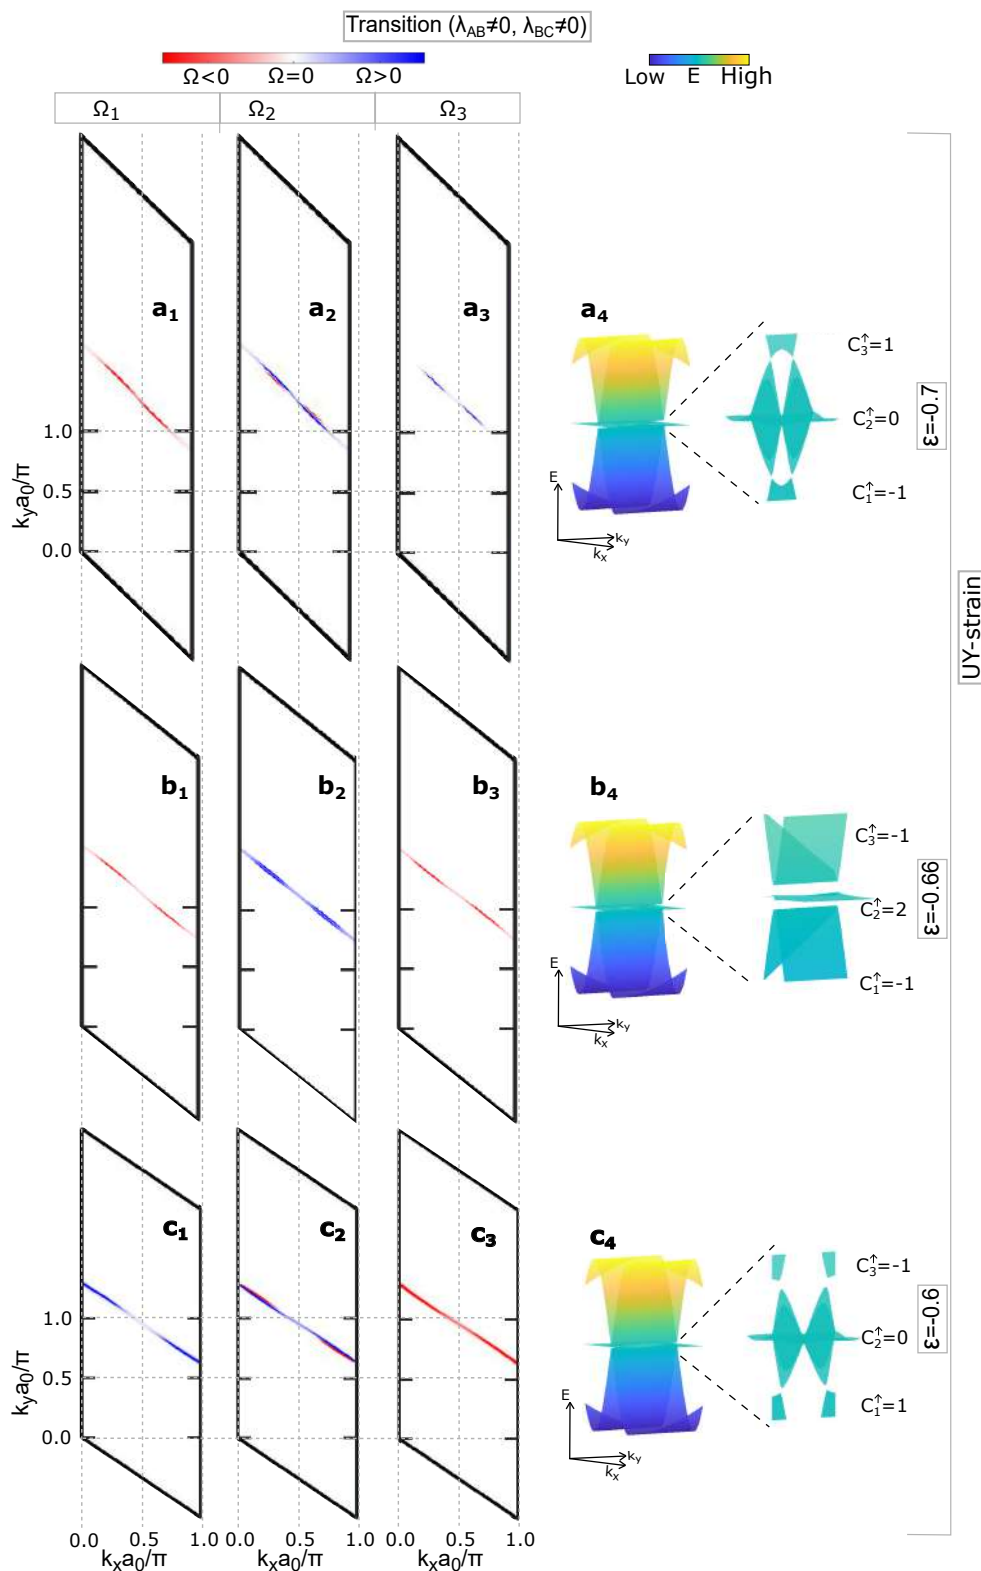 Transition (λAB≠0, λBC≠0)
Ω<0 Ω=0 Ω>0
Low E High
Ω₁ Ω₂ Ω₃
a₁ a₂ a₃ a₄
C₃↑=1
C₂↑=0
C₁↑=-1
ε=-0.7
1.0
0.5
0.0
kya₀/π
E
ky
kx
UY-strain
b₁ b₂ b₃ b₄
C₃↑=-1
C₂↑=2
C₁↑=-1
ε=-0.66
E
ky
kx
c₁ c₂ c₃ c₄
C₃↑=-1
C₂↑=0
C₁↑=1
ε=-0.6
1.0
0.5
0.0
kya₀/π
E
ky
kx
0.0 0.5 1.0 0.0 0.5 1.0 0.0 0.5 1.0
kxa₀/π kxa₀/π kxa₀/π